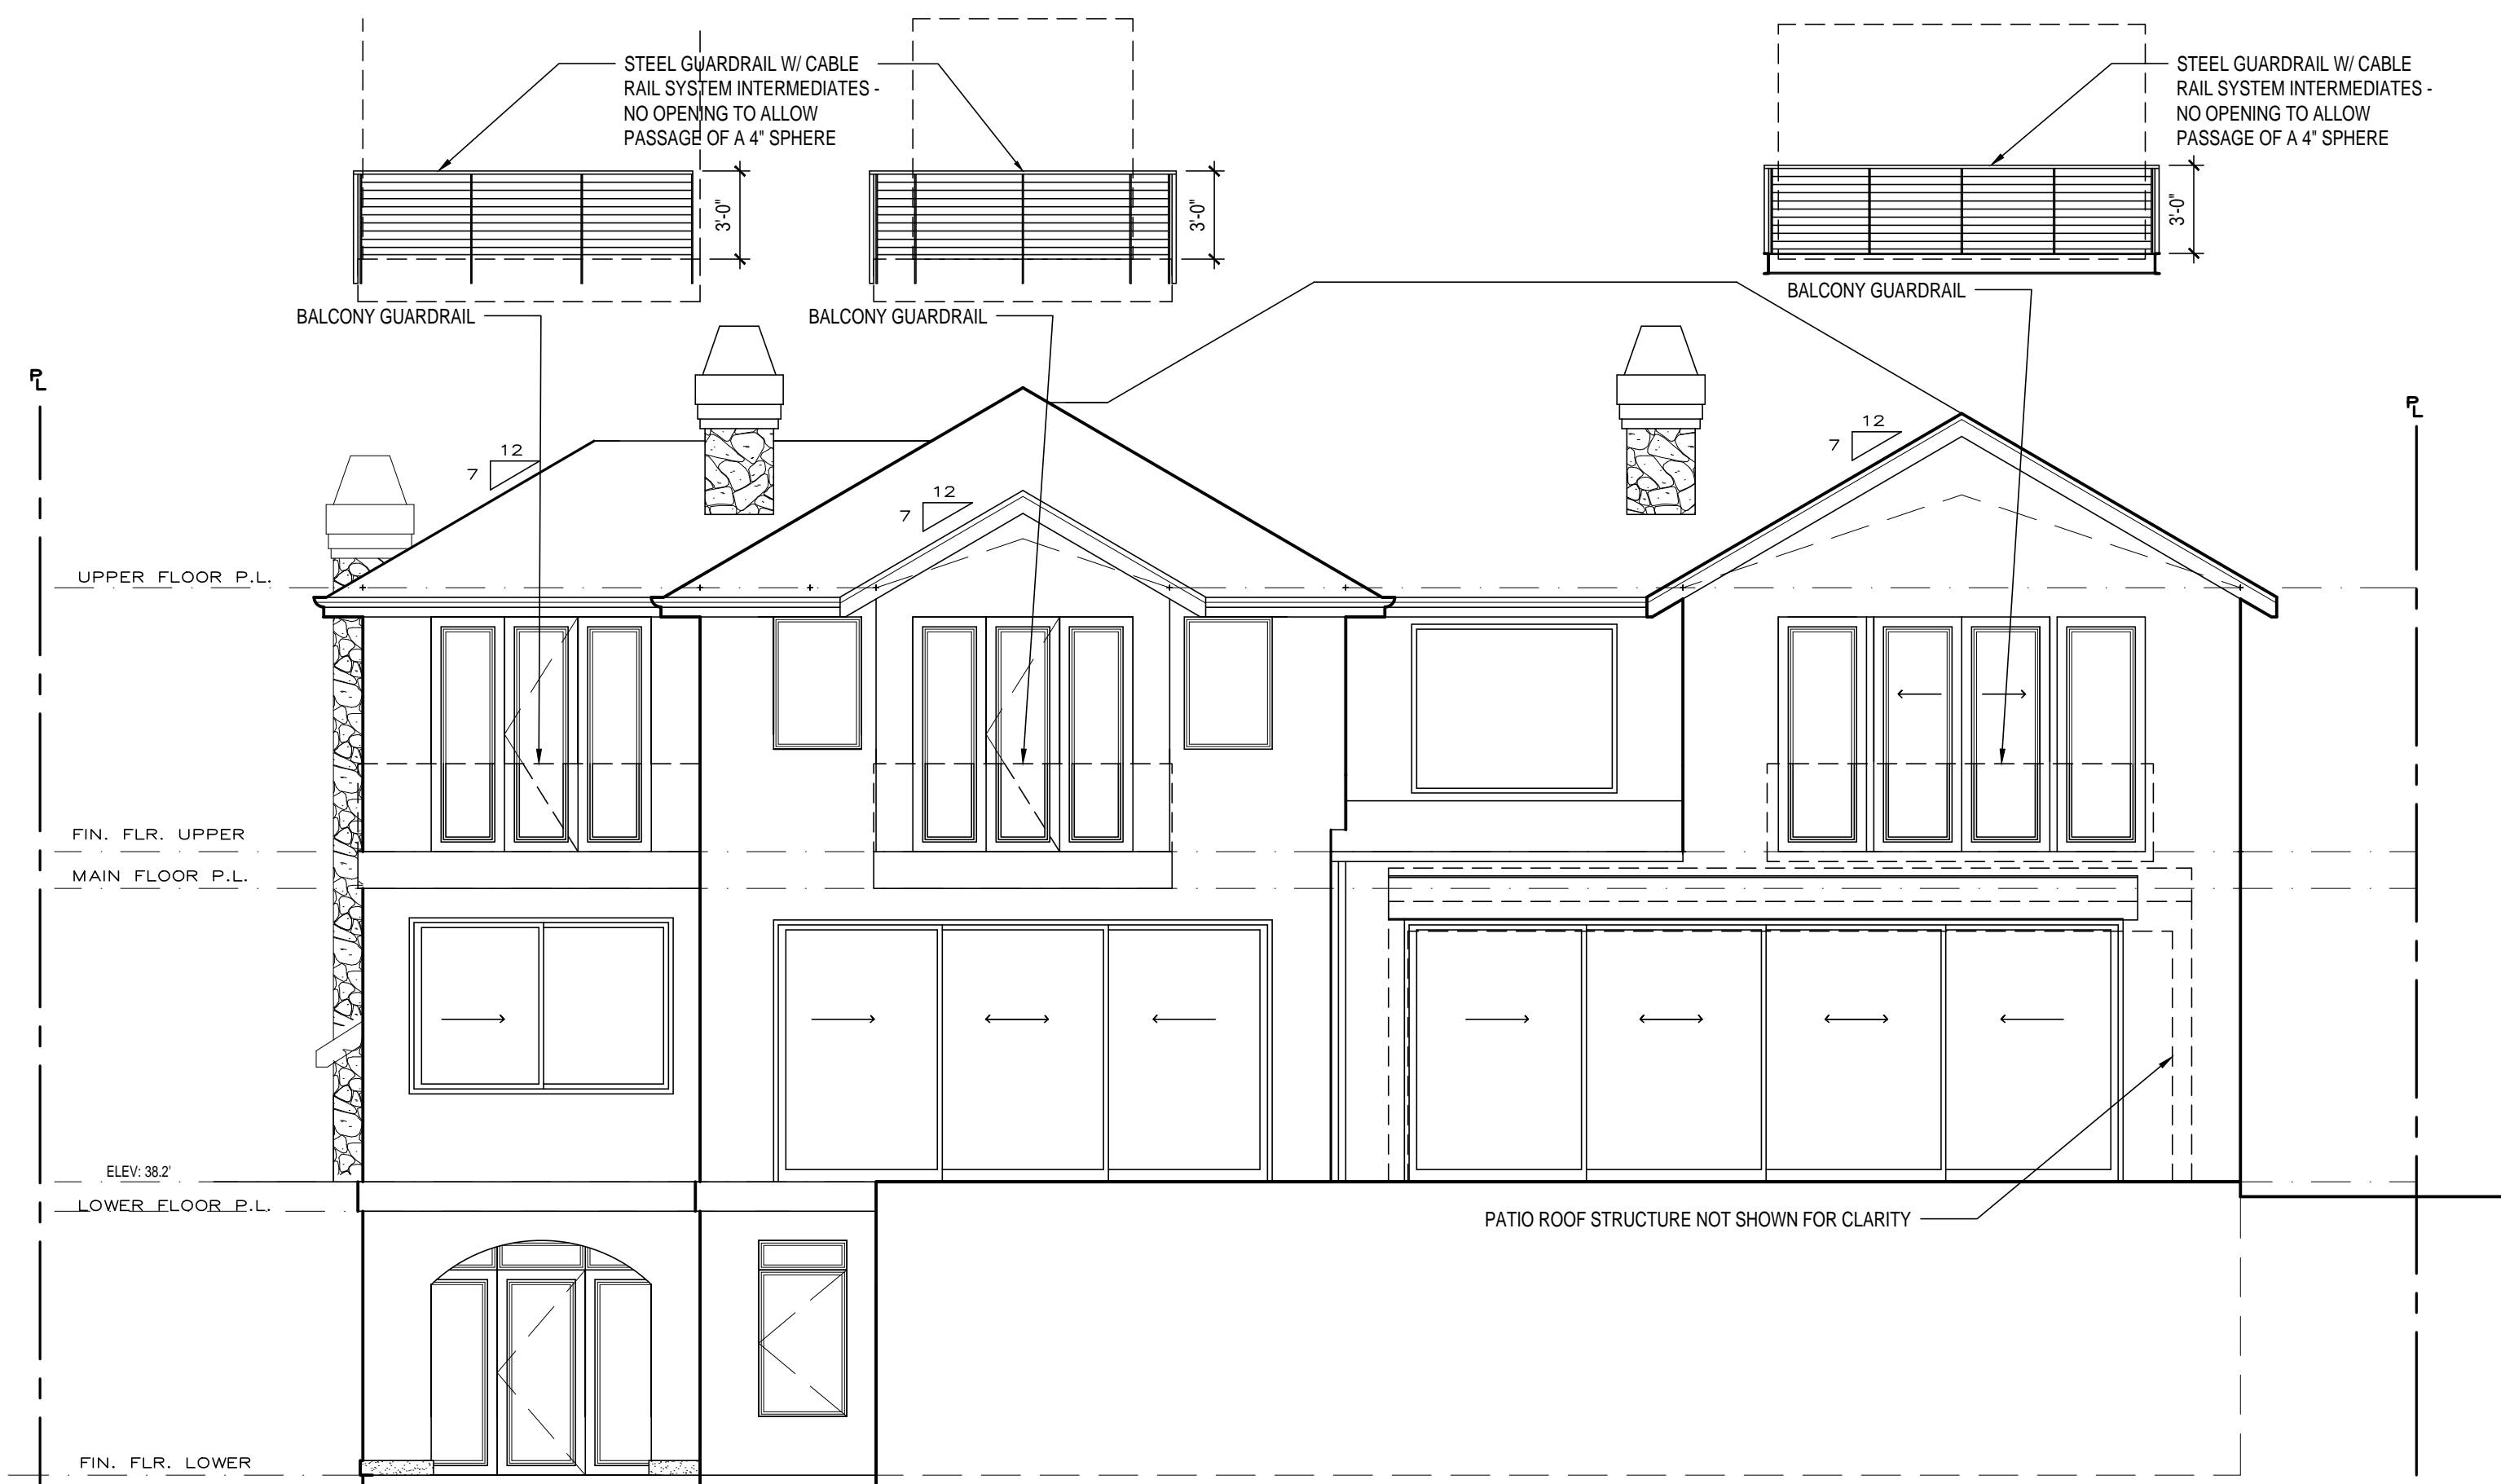 STEEL GUARDRAIL W/ CABLE
RAIL SYSTEM INTERMEDIATES -
NO OPENING TO ALLOW
PASSAGE OF A 4" SPHERE
STEEL GUARDRAIL W/ CABLE
RAIL SYSTEM INTERMEDIATES -
NO OPENING TO ALLOW
PASSAGE OF A 4" SPHERE
3'-0"
3'-0"
3'-0"
BALCONY GUARDRAIL
BALCONY GUARDRAIL
BALCONY GUARDRAIL
PL
PL
12
7
12
7
12
7
UPPER FLOOR P.L.
FIN. FLR. UPPER
MAIN FLOOR P.L.
ELEV: 38.2'
LOWER FLOOR P.L.
PATIO ROOF STRUCTURE NOT SHOWN FOR CLARITY
FIN. FLR. LOWER